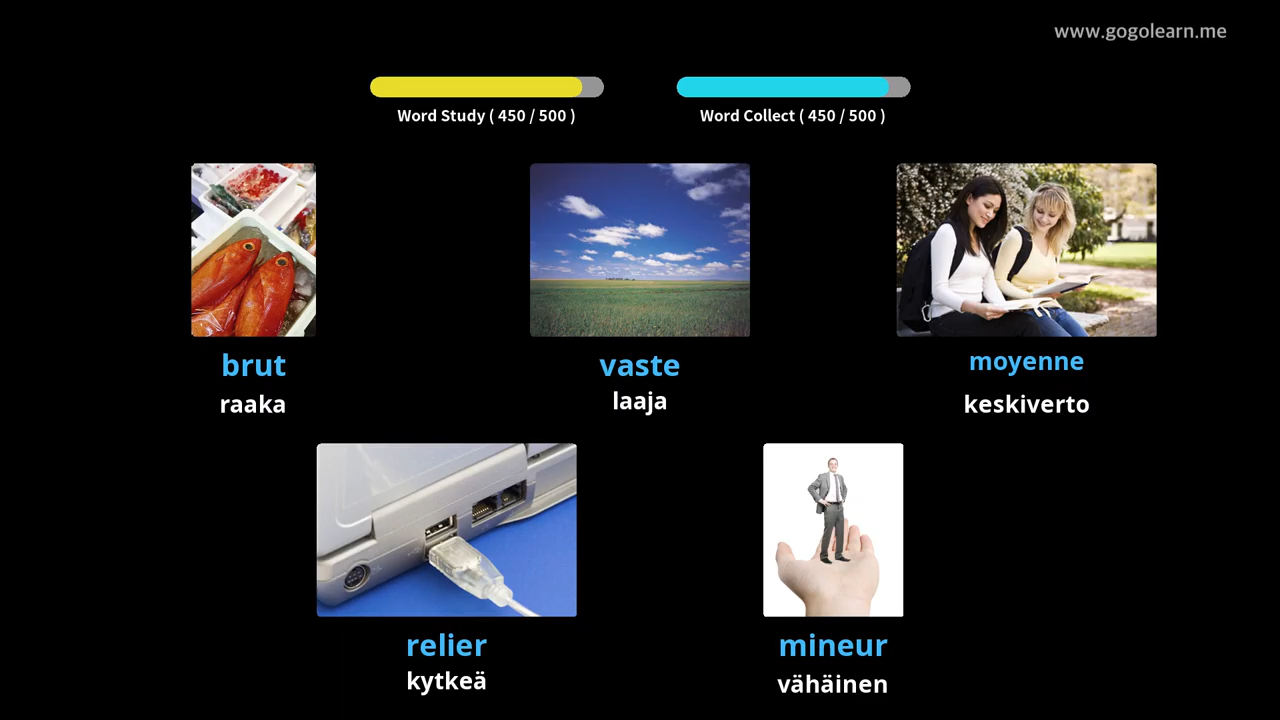 www.gogolearn.me
Word Study ( 450 / 500 )
Word Collect ( 450 / 500 )
brut
raaka
vaste
laaja
moyenne
keskiverto
relier
kytkeä
mineur
vähäinen